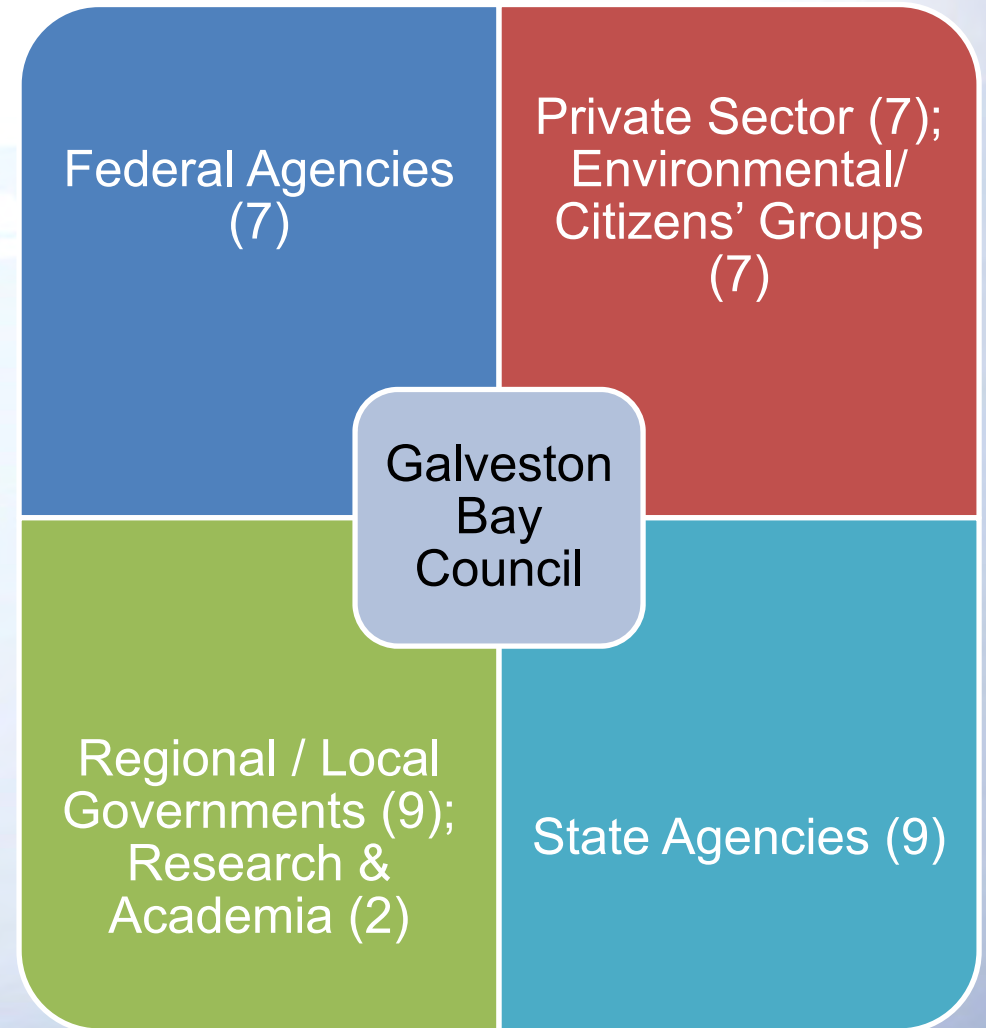 Federal Agencies
(7)
Private Sector (7);
Environmental/
Citizens’ Groups
(7)
Galveston
Bay
Council
Regional / Local
Governments (9);
Research &
Academia (2)
State Agencies (9)